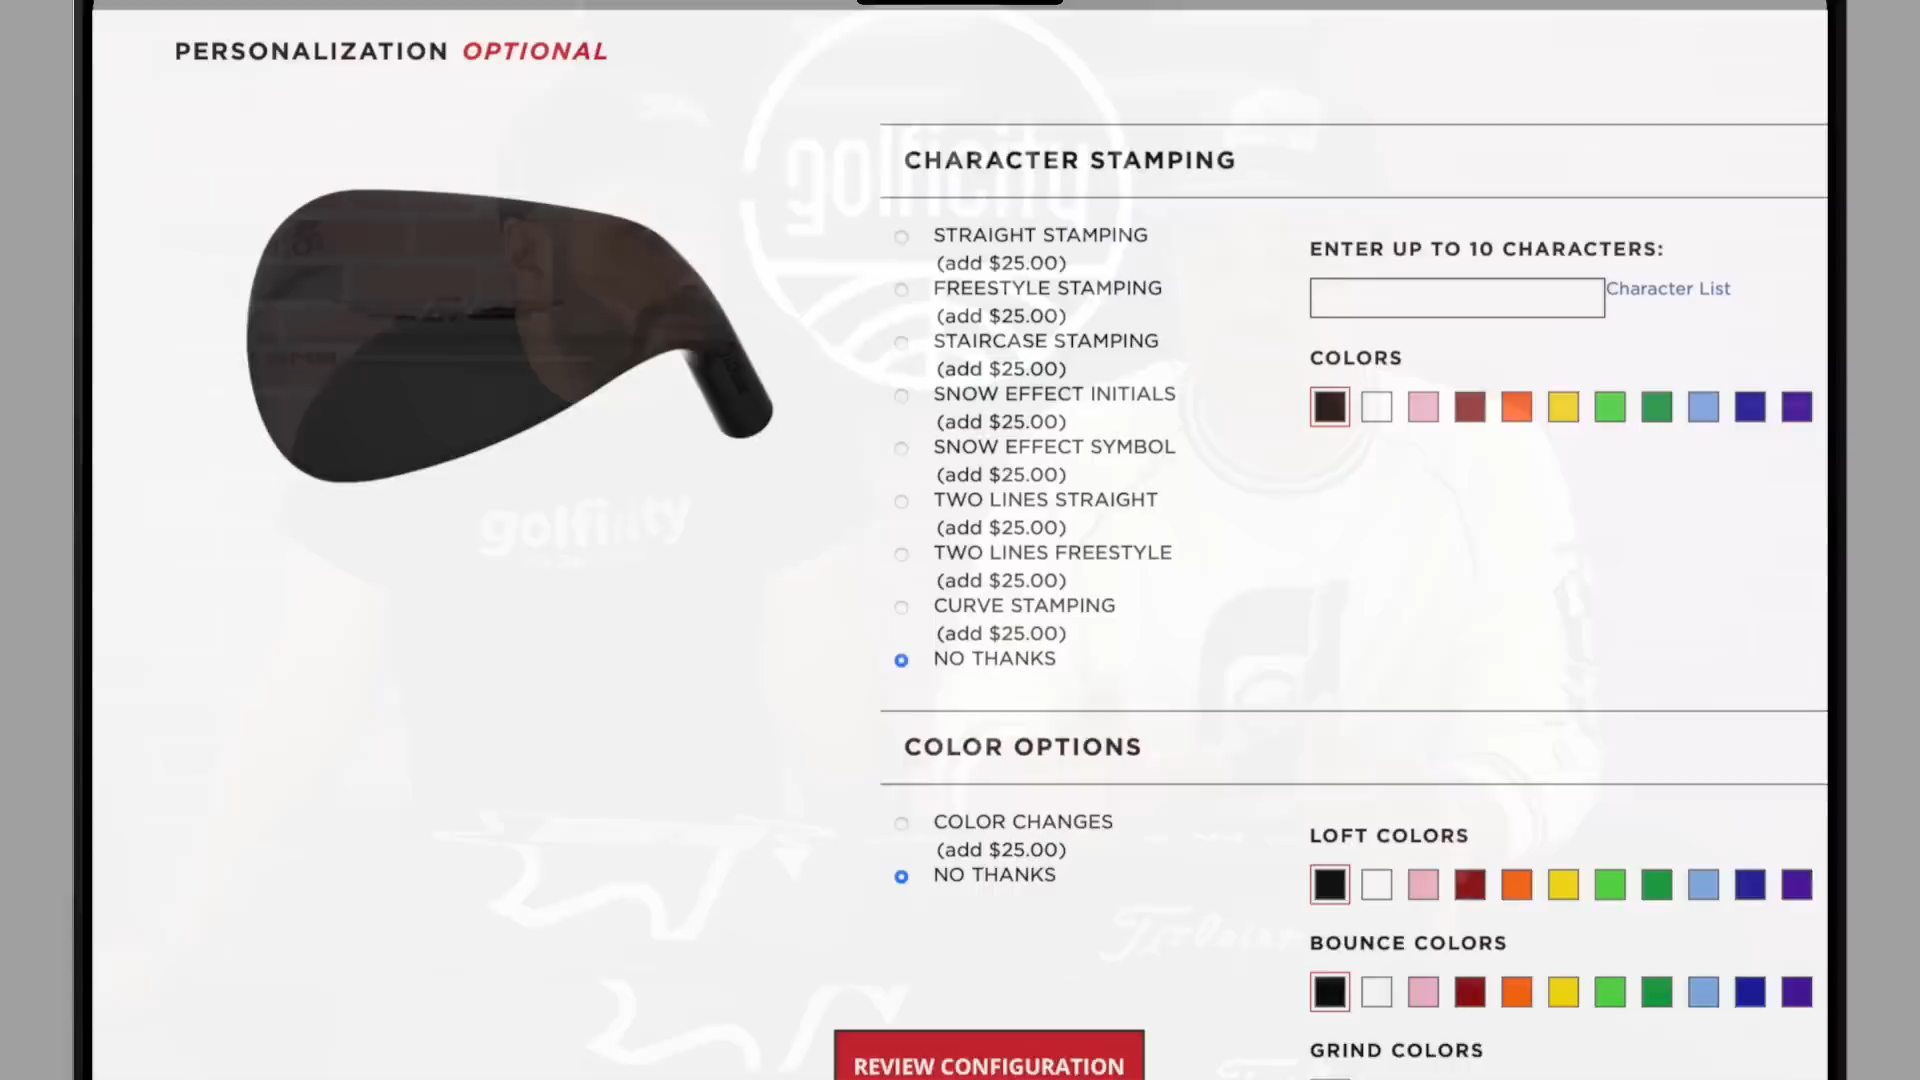 PERSONALIZATION OPTIONAL
golficity
CHARACTER STAMPING
STRAIGHT STAMPING
(add $25.00)
FREESTYLE STAMPING
(add $25.00)
STAIRCASE STAMPING
(add $25.00)
SNOW EFFECT INITIALS
(add $25.00)
SNOW EFFECT SYMBOL
(add $25.00)
TWO LINES STRAIGHT
(add $25.00)
TWO LINES FREESTYLE
(add $25.00)
CURVE STAMPING
(add $25.00)
NO THANKS
ENTER UP TO 10 CHARACTERS:
Character List
COLORS
golficity
COLOR OPTIONS
COLOR CHANGES
(add $25.00)
NO THANKS
LOFT COLORS
BOUNCE COLORS
GRIND COLORS
Titleist
REVIEW CONFIGURATION